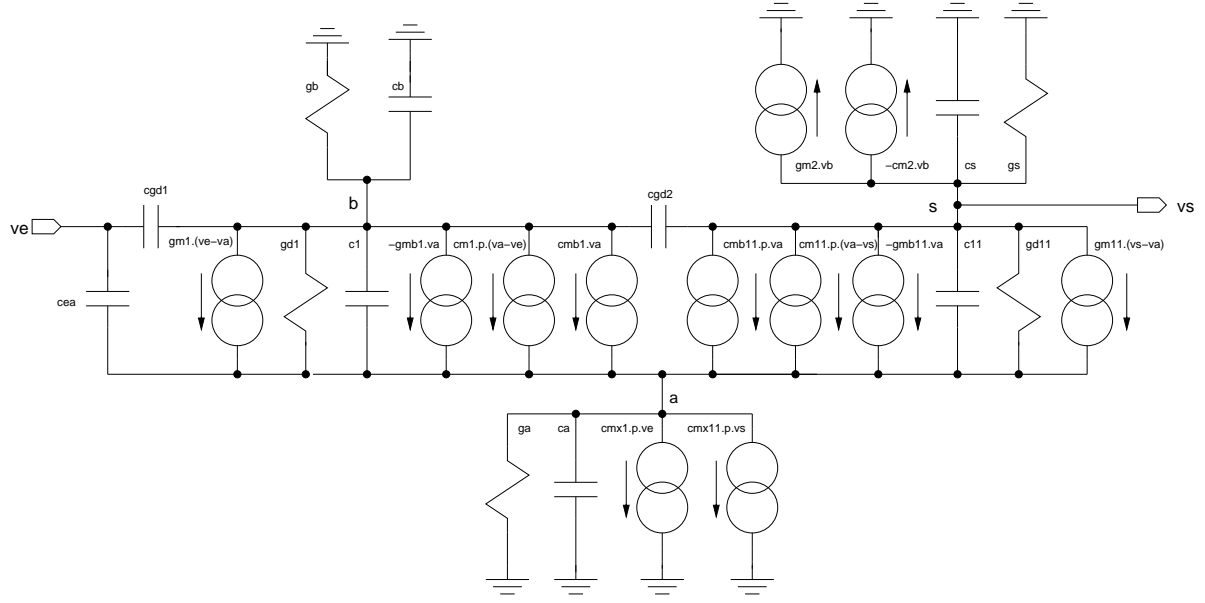 gb
cb
gm2.vb
−cm2.vb
cs
gs
cgd1
b
cgd2
s
vs
ve
gm1.(ve−va)
gd1
c1
−gmb1.va
cm1.p.(va−ve)
cmb1.va
cmb11.p.va
cm11.p.(va−vs)
−gmb11.va
c11
gd11
gm11.(vs−va)
cea
a
ga
ca
cmx1.p.ve
cmx11.p.vs